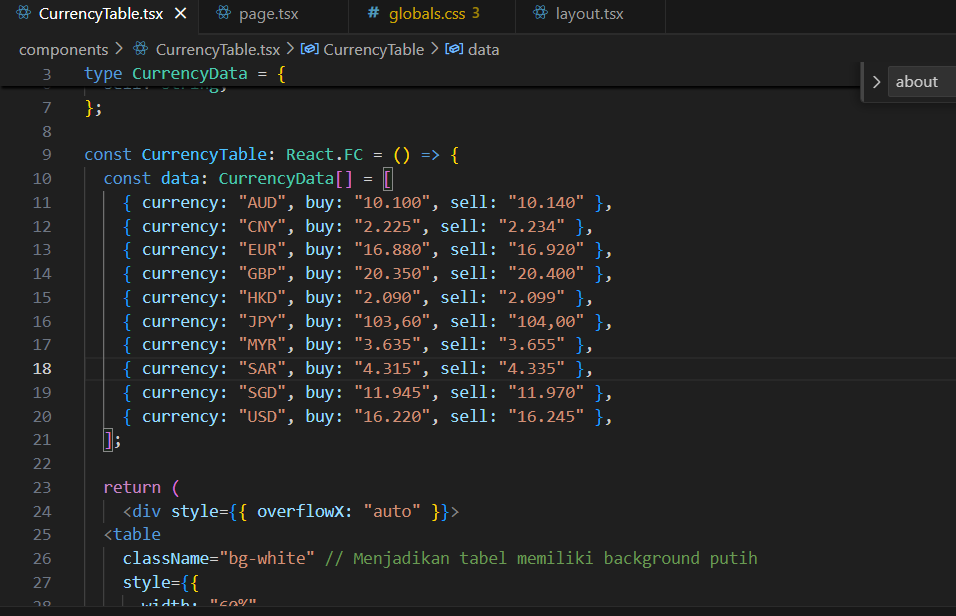 CurrencyTable.tsx page.tsx # globals.css 3 layout.tsx
components > CurrencyTable.tsx > CurrencyTable > data
3 type CurrencyData = {
7 };
8
9 const CurrencyTable: React.FC = () => {
10 const data: CurrencyData[] = [
11 { currency: "AUD", buy: "10.100", sell: "10.140" },
12 { currency: "CNY", buy: "2.225", sell: "2.234" },
13 { currency: "EUR", buy: "16.880", sell: "16.920" },
14 { currency: "GBP", buy: "20.350", sell: "20.400" },
15 { currency: "HKD", buy: "2.090", sell: "2.099" },
16 { currency: "JPY", buy: "103,60", sell: "104,00" },
17 { currency: "MYR", buy: "3.635", sell: "3.655" },
18 { currency: "SAR", buy: "4.315", sell: "4.335" },
19 { currency: "SGD", buy: "11.945", sell: "11.970" },
20 { currency: "USD", buy: "16.220", sell: "16.245" },
21 ];
22
23 return (
24 <div style={{ overflowX: "auto" }}>
25 <table
26 className="bg-white" // Menjadikan tabel memiliki background putih
27 style={{
28 width: "60%"
about